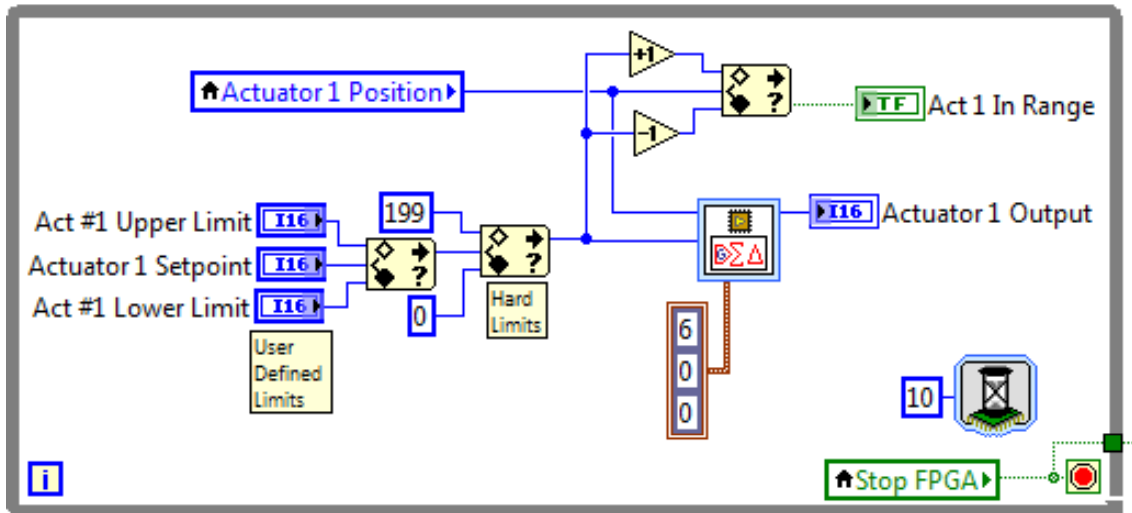 +1
Actuator 1 Position
?
TF
Act 1 In Range
-1
Act #1 Upper Limit
I16
199
I16
Actuator 1 Output
Actuator 1 Setpoint
I16
?
?
DΣΔ
Act #1 Lower Limit
I16
0
Hard
Limits
6
0
0
User
Defined
Limits
10
i
Stop FPGA